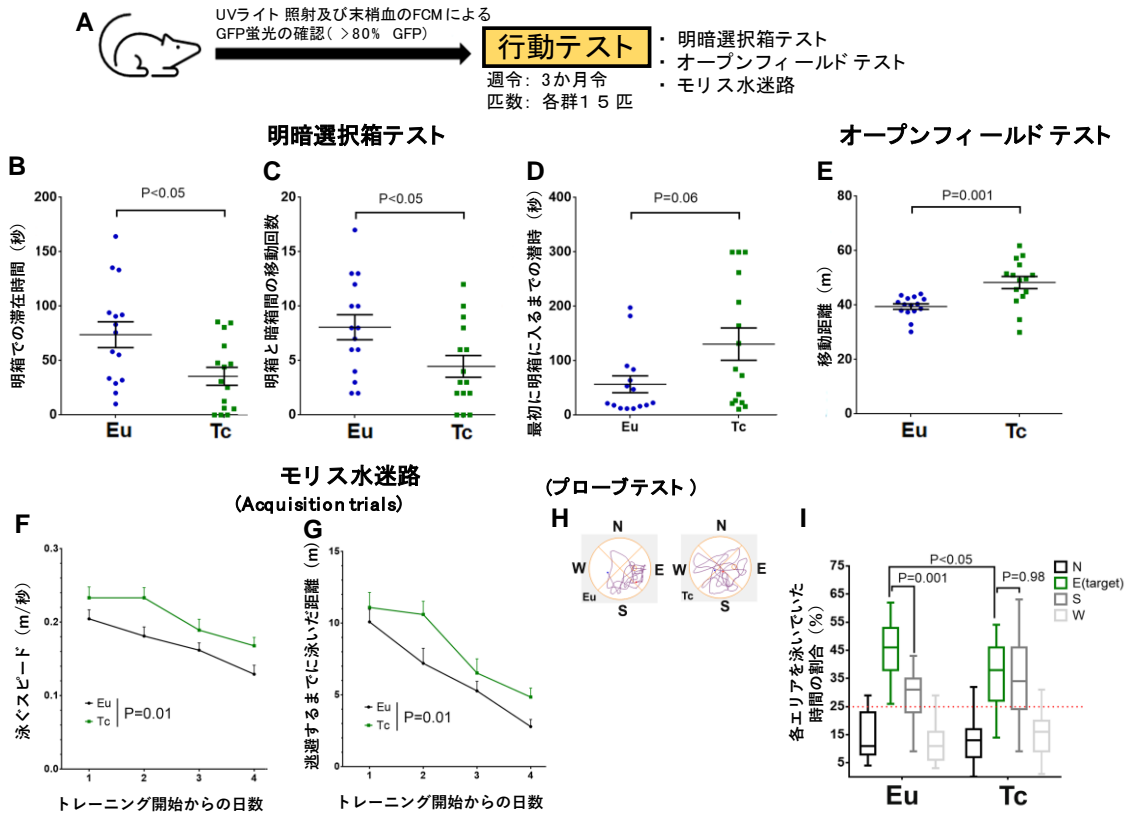 A
UVライト 照射及び末梢血のFCMによる
GFP蛍光の確認( >80% GFP)
行動テスト
週令: 3か月令
匹数: 各群15 匹
・ 明暗選択箱テスト
・ オープンフィールド テスト
・ モリス水迷路
明暗選択箱テスト
オープンフィールド テスト
B
明箱での滞在時間(秒)
200
150
100
50
0
P<0.05
Eu
Tc
C
明箱と暗箱間の移動回数
20
15
10
5
0
P<0.05
Eu
Tc
D
最初に明箱に入るまでの潜時(秒)
400
300
200
100
0
P=0.06
Eu
Tc
E
移動距離(m)
80
60
40
20
0
P=0.001
Eu
Tc
モリス水迷路
(Acquisition trials)
(プローブテスト )
F
泳ぐスピード(m/秒)
0.3
0.2
0.1
0.0
Eu
Tc
P=0.01
1
2
3
4
トレーニング開始からの日数
G
逃避するまでに泳いだ距離(m)
15
10
5
0
Eu
Tc
P=0.01
1
2
3
4
トレーニング開始からの日数
H
N
W
E
S
Eu
N
W
E
S
Tc
I
各エリアを泳いでいた
時間の割合(%)
75
65
55
45
35
25
15
5
P<0.05
P=0.001
P=0.98
N
E(target)
S
W
Eu
Tc